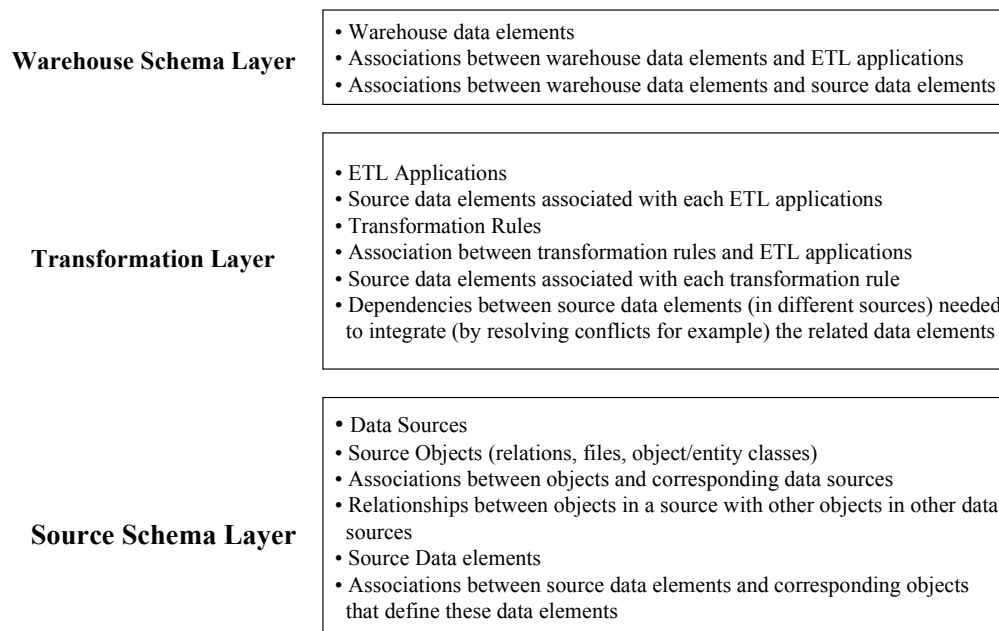 Warehouse Schema Layer
• Warehouse data elements
• Associations between warehouse data elements and ETL applications
• Associations between warehouse data elements and source data elements
Transformation Layer
• ETL Applications
• Source data elements associated with each ETL applications
• Transformation Rules
• Association between transformation rules and ETL applications
• Source data elements associated with each transformation rule
• Dependencies between source data elements (in different sources) needed
to integrate (by resolving conflicts for example) the related data elements
Source Schema Layer
• Data Sources
• Source Objects (relations, files, object/entity classes)
• Associations between objects and corresponding data sources
• Relationships between objects in a source with other objects in other data
sources
• Source Data elements
• Associations between source data elements and corresponding objects
that define these data elements